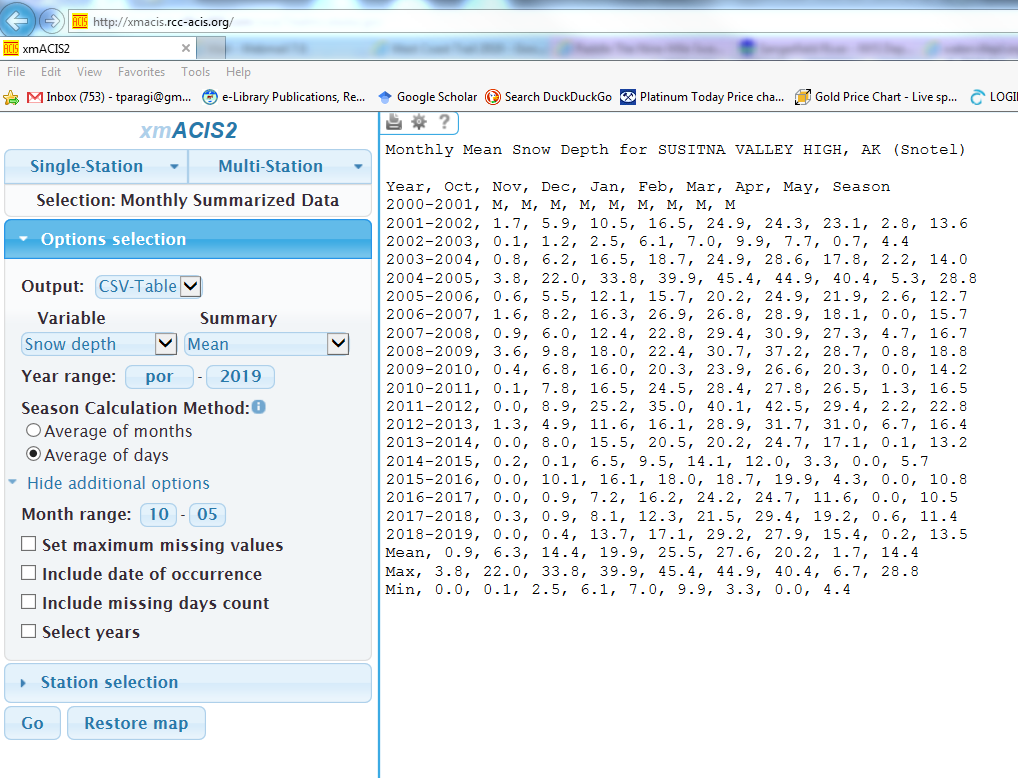 http://xmacis.rcc-acis.org/
ACIS xmACIS2
File Edit View Favorites Tools Help
Inbox (753) - tparagi@gm... e-Library Publications, Re... Google Scholar Search DuckDuckGo Platinum Today Price cha... Gold Price Chart - Live sp... LOGI
xmACIS2
Single-Station Multi-Station
Selection: Monthly Summarized Data
Options selection
Output: CSV-Table
Variable Summary
Snow depth Mean
Year range: por - 2019
Season Calculation Method:
Average of months
Average of days
Hide additional options
Month range: 10 - 05
Set maximum missing values
Include date of occurrence
Include missing days count
Select years
Station selection
Go Restore map
Monthly Mean Snow Depth for SUSITNA VALLEY HIGH, AK (Snotel)
Year, Oct, Nov, Dec, Jan, Feb, Mar, Apr, May, Season
2000-2001, M, M, M, M, M, M, M, M, M
2001-2002, 1.7, 5.9, 10.5, 16.5, 24.9, 24.3, 23.1, 2.8, 13.6
2002-2003, 0.1, 1.2, 2.5, 6.1, 7.0, 9.9, 7.7, 0.7, 4.4
2003-2004, 0.8, 6.2, 16.5, 18.7, 24.9, 28.6, 17.8, 2.2, 14.0
2004-2005, 3.8, 22.0, 33.8, 39.9, 45.4, 44.9, 40.4, 5.3, 28.8
2005-2006, 0.6, 5.5, 12.1, 15.7, 20.2, 24.9, 21.9, 2.6, 12.7
2006-2007, 1.6, 8.2, 16.3, 26.9, 26.8, 28.9, 18.1, 0.0, 15.7
2007-2008, 0.9, 6.0, 12.4, 22.8, 29.4, 30.9, 27.3, 4.7, 16.7
2008-2009, 3.6, 9.8, 18.0, 22.4, 30.7, 37.2, 28.7, 0.8, 18.8
2009-2010, 0.4, 6.8, 16.0, 20.3, 23.9, 26.6, 20.3, 0.0, 14.2
2010-2011, 0.1, 7.8, 16.5, 24.5, 28.4, 27.8, 26.5, 1.3, 16.5
2011-2012, 0.0, 8.9, 25.2, 35.0, 40.1, 42.5, 29.4, 2.2, 22.8
2012-2013, 1.3, 4.9, 11.6, 16.1, 28.9, 31.7, 31.0, 6.7, 16.4
2013-2014, 0.0, 8.0, 15.5, 20.5, 20.2, 24.7, 17.1, 0.1, 13.2
2014-2015, 0.2, 0.1, 6.5, 9.5, 14.1, 12.0, 3.3, 0.0, 5.7
2015-2016, 0.0, 10.1, 16.1, 18.0, 18.7, 19.9, 4.3, 0.0, 10.8
2016-2017, 0.0, 0.9, 7.2, 16.2, 24.2, 24.7, 11.6, 0.0, 10.5
2017-2018, 0.3, 0.9, 8.1, 12.3, 21.5, 29.4, 19.2, 0.6, 11.4
2018-2019, 0.0, 0.4, 13.7, 17.1, 29.2, 27.9, 15.4, 0.2, 13.5
Mean, 0.9, 6.3, 14.4, 19.9, 25.5, 27.6, 20.2, 1.7, 14.4
Max, 3.8, 22.0, 33.8, 39.9, 45.4, 44.9, 40.4, 6.7, 28.8
Min, 0.0, 0.1, 2.5, 6.1, 7.0, 9.9, 3.3, 0.0, 4.4